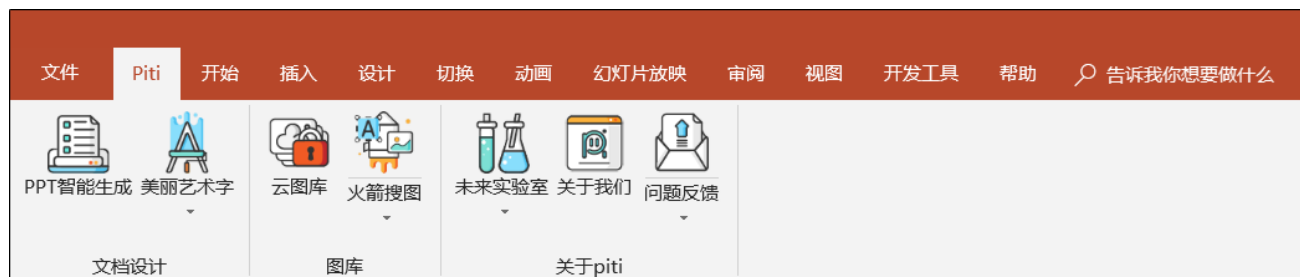 文件 Piti 开始 插入 设计 切换 动画 幻灯片放映 审阅 视图 开发工具 帮助 告诉我你想要做什么
A
PPT智能生成 美丽艺术字 云图库 火箭搜图 未来实验室 关于我们 问题反馈
文档设计 图库 关于piti